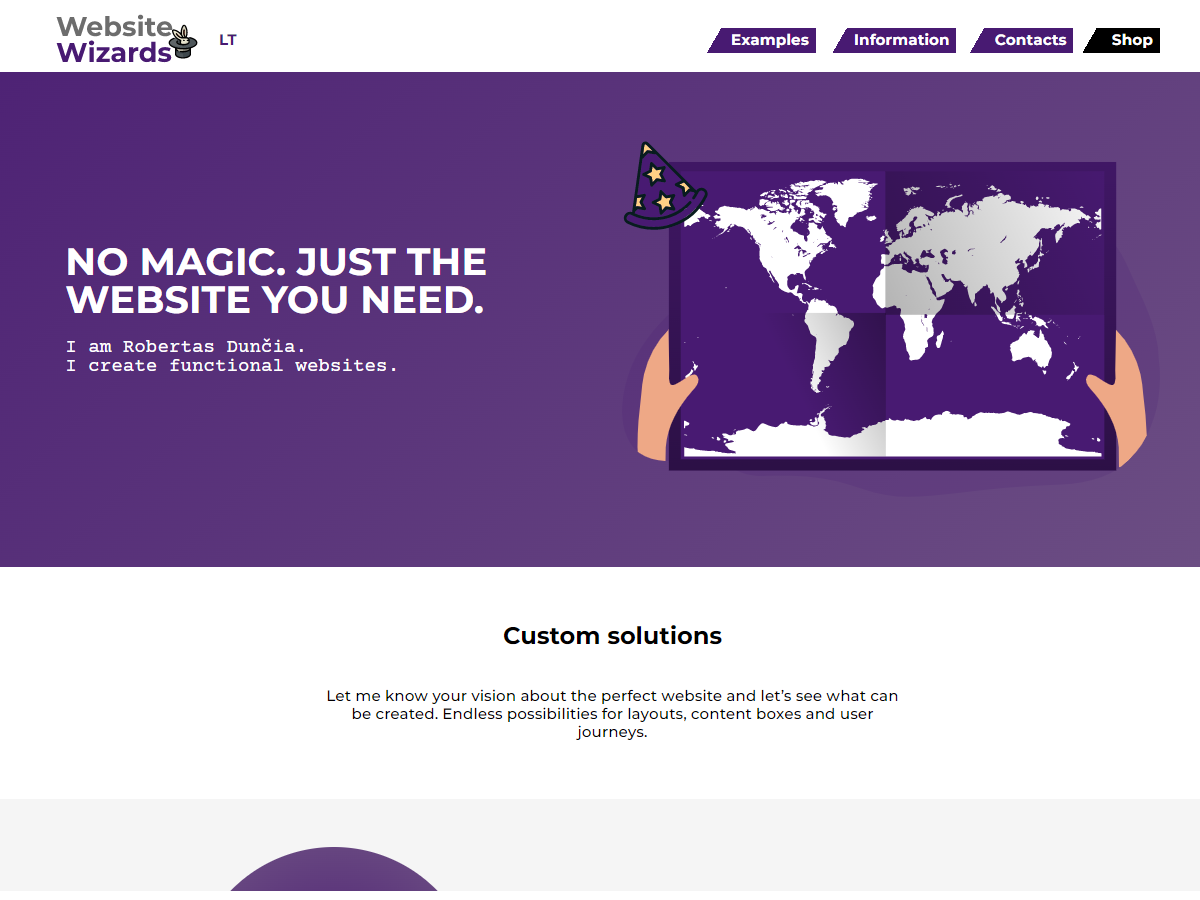 Website
Wizards
LT
Examples
Information
Contacts
Shop
NO MAGIC. JUST THE
WEBSITE YOU NEED.
I am Robertas Dunčia.
I create functional websites.
Custom solutions
Let me know your vision about the perfect website and let’s see what can
be created. Endless possibilities for layouts, content boxes and user
journeys.